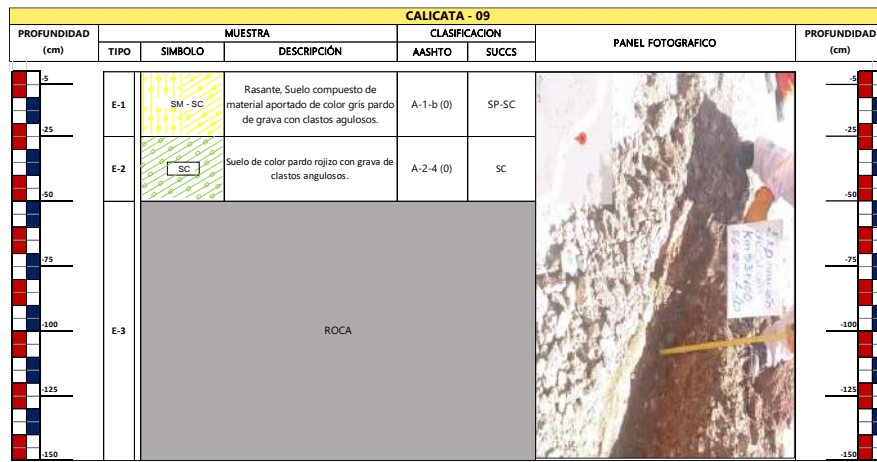 CALICATA - 09
PROFUNDIDAD
(cm)
MUESTRA
CLASIFICACION
PANEL FOTOGRAFICO
PROFUNDIDAD
(cm)
TIPO
SIMBOLO
DESCRIPCIÓN
AASHTO
SUCCS
-5
-25
-50
-75
-100
-125
-150
E-1
SM - SC
Rasante, Suelo compuesto de
material aportado de color grís pardo
de grava con clastos agulosos.
A-1-b (0)
SP-SC
E-2
SC
Suelo de color pardo rojizo con grava de
clastos angulosos.
A-2-4 (0)
SC
E-3
ROCA
-5
-25
-50
-75
-100
-125
-150